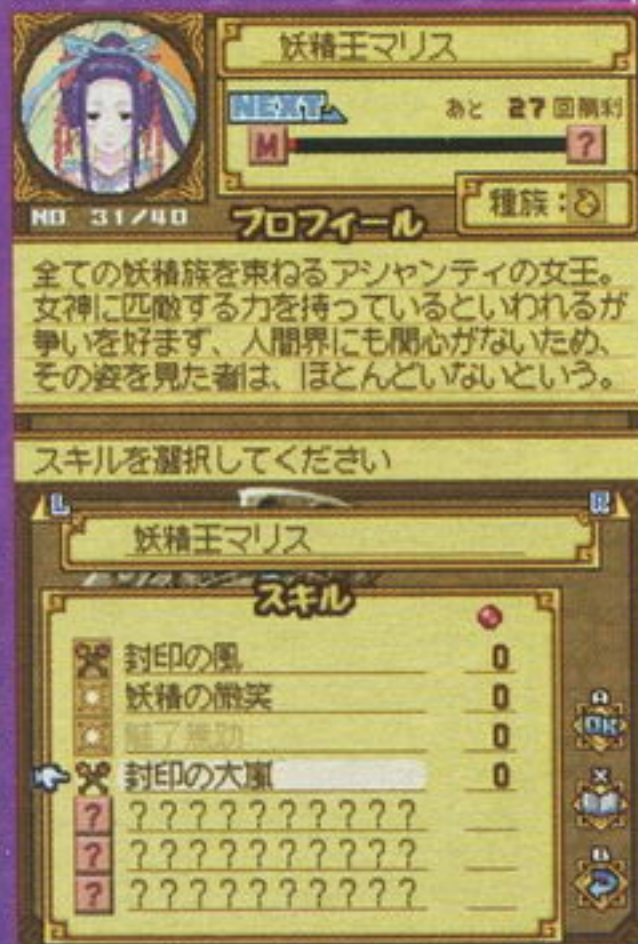 妖精王マリス
NEXT
あと 27回勝利
M ?
種族：
NO. 31/40
プロフィール
全ての妖精族を束ねるアシャンティの女王。
女神に匹敵する力を持っているといわれるが
争いを好まず、人間界にも関心がないため、
その姿を見た者は、ほとんどいないという。
スキルを選択してください
L R
妖精王マリス
スキル
封印の風 0
妖精の微笑 0
魅了無効 0
封印の大嵐 0
? ??????????
? ??????????
? ??????????
A
OK
X
B